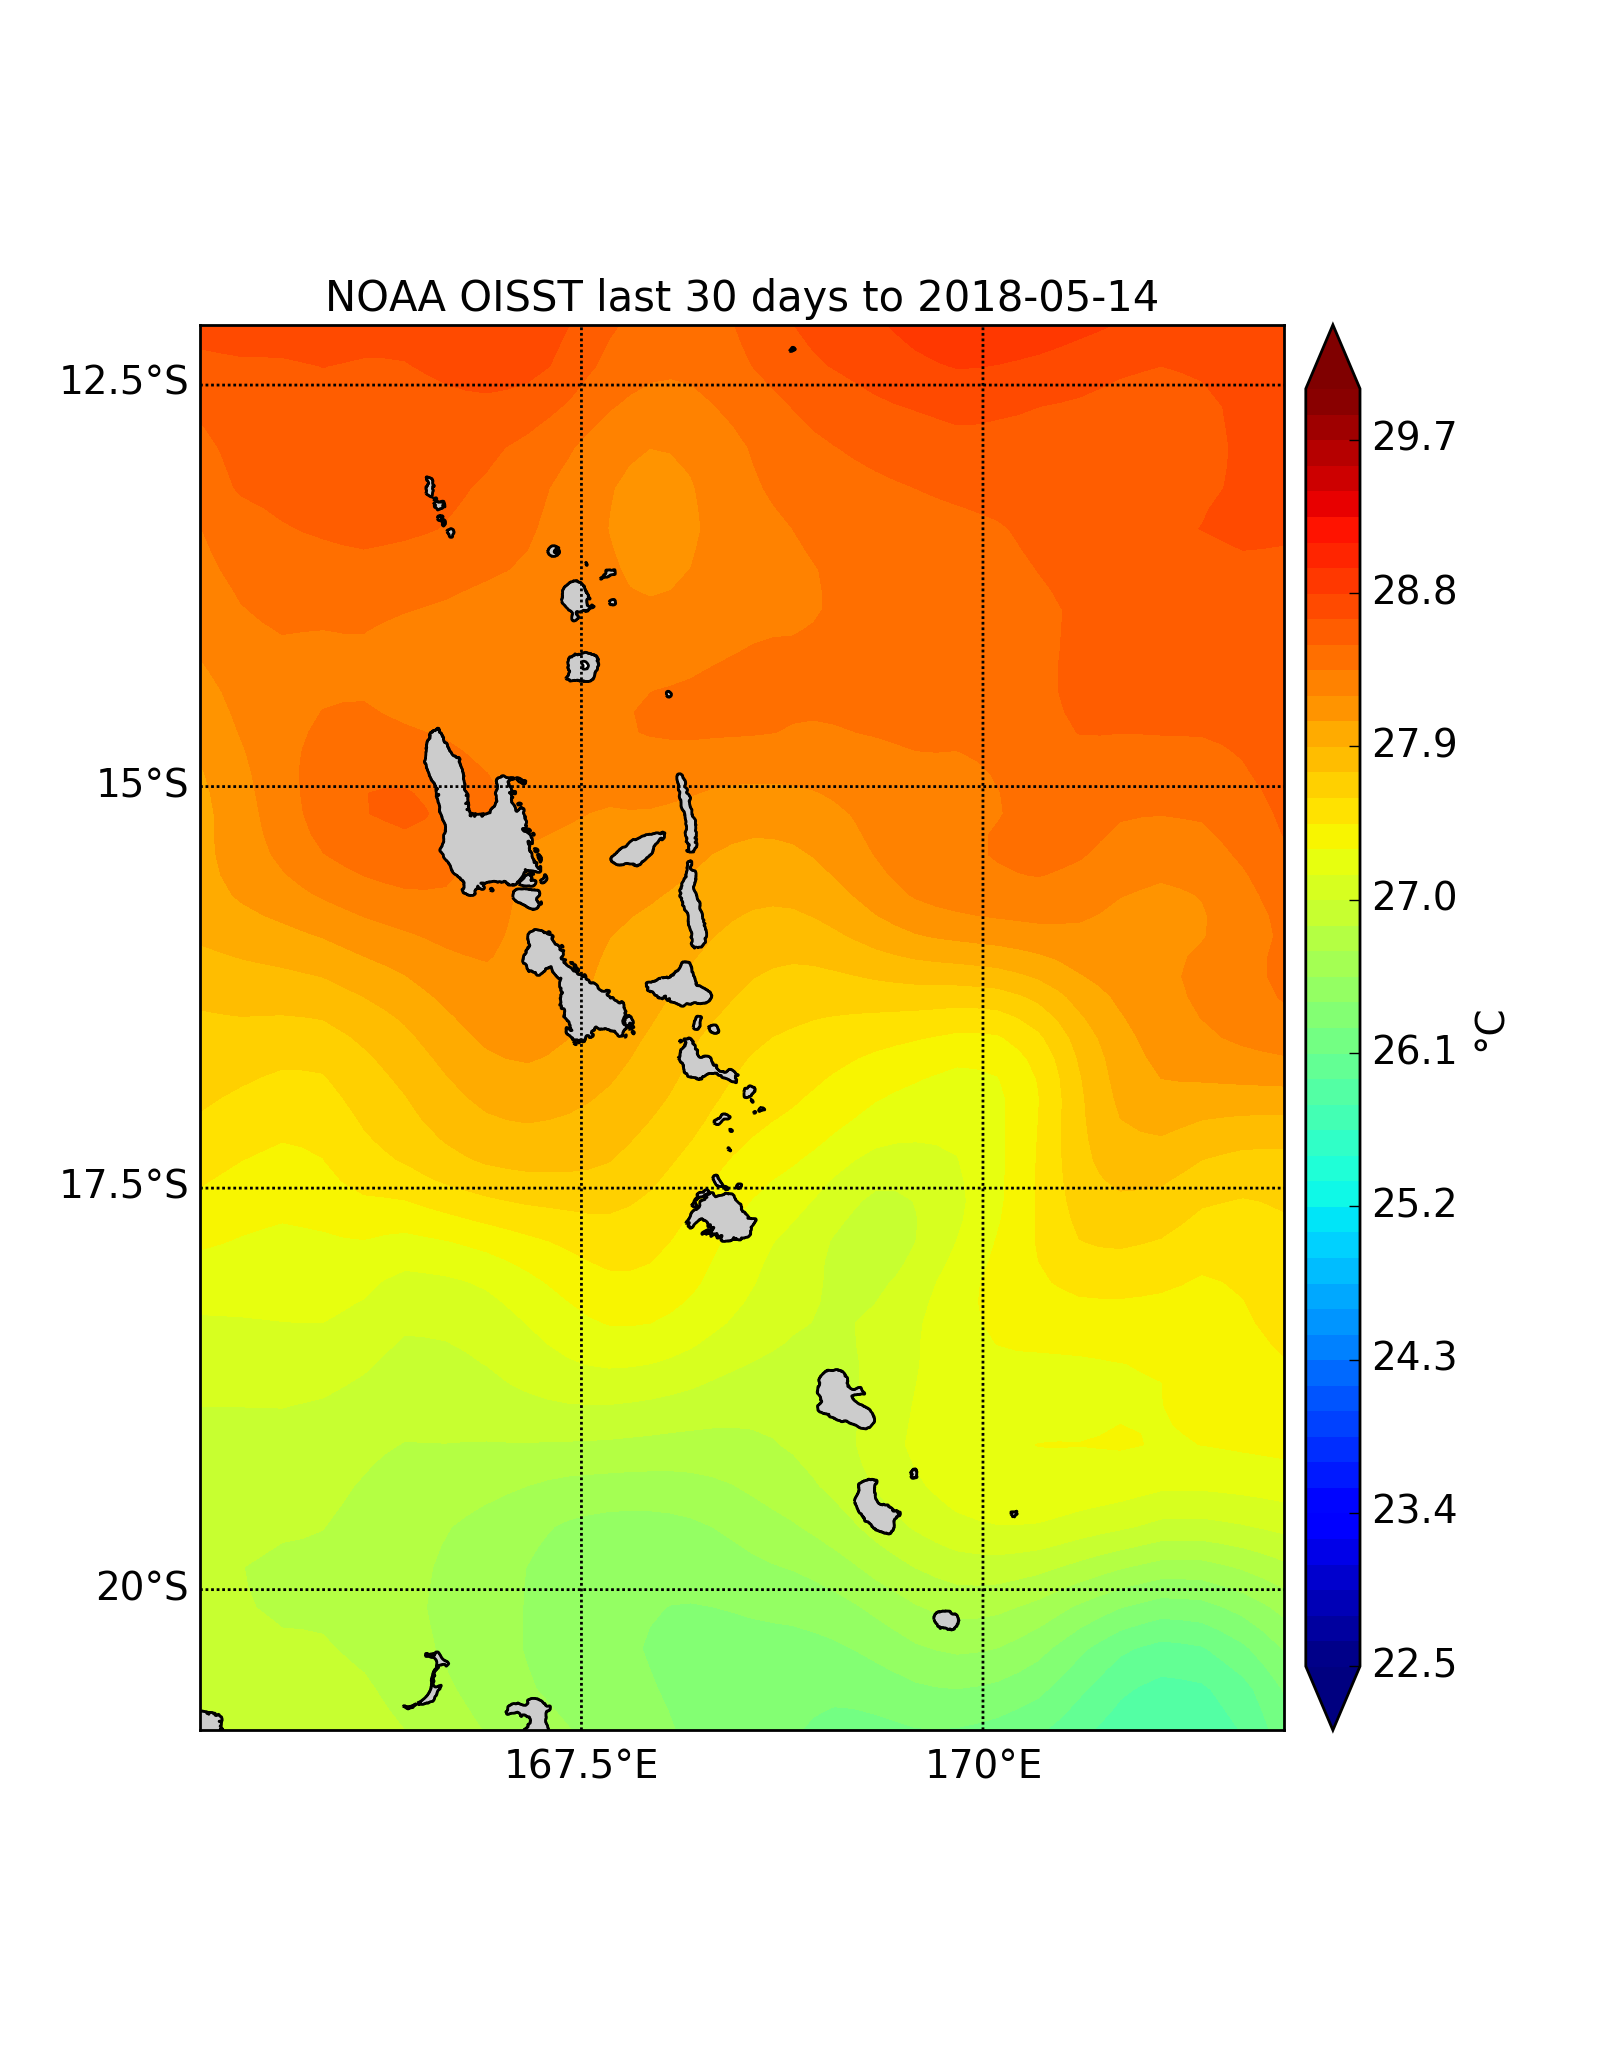 NOAA OISST last 30 days to 2018-05-14
12.5°S
15°S
17.5°S
20°S
167.5°E
170°E
29.7
28.8
27.9
27.0
26.1
25.2
24.3
23.4
22.5
°C